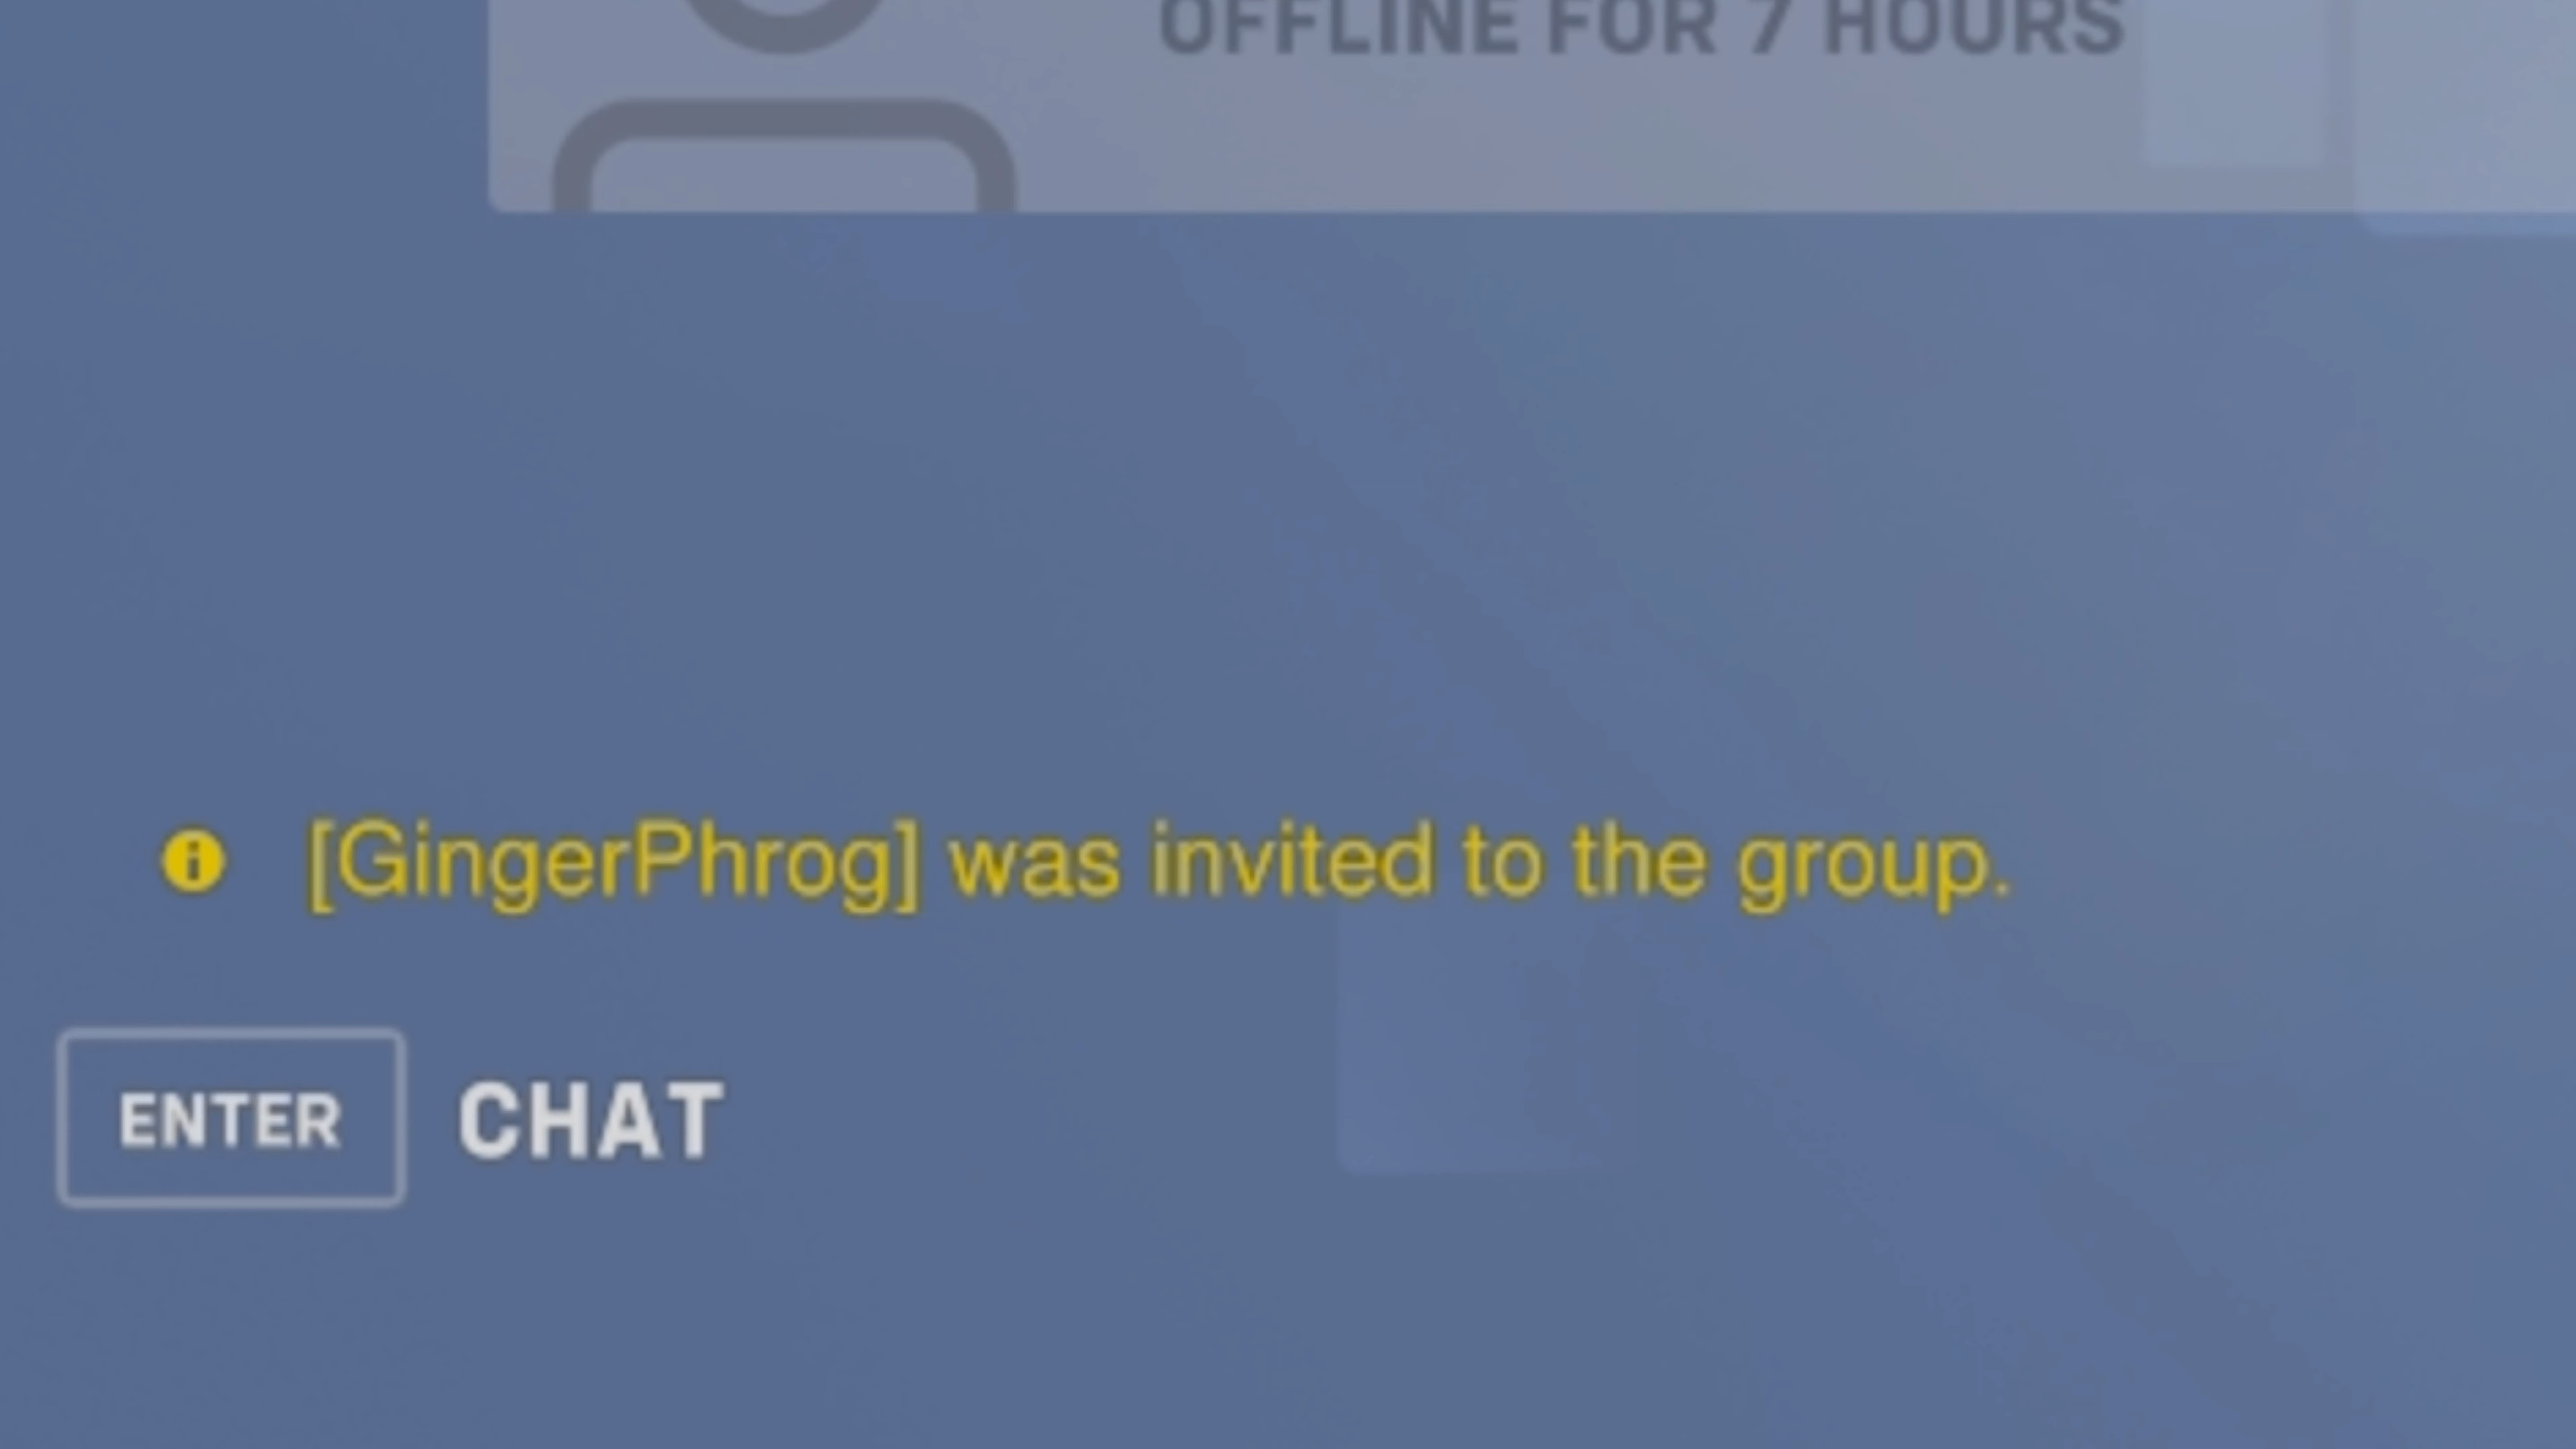 OFFLINE FOR 7 HOURS
[GingerPhrog] was invited to the group.
ENTER CHAT